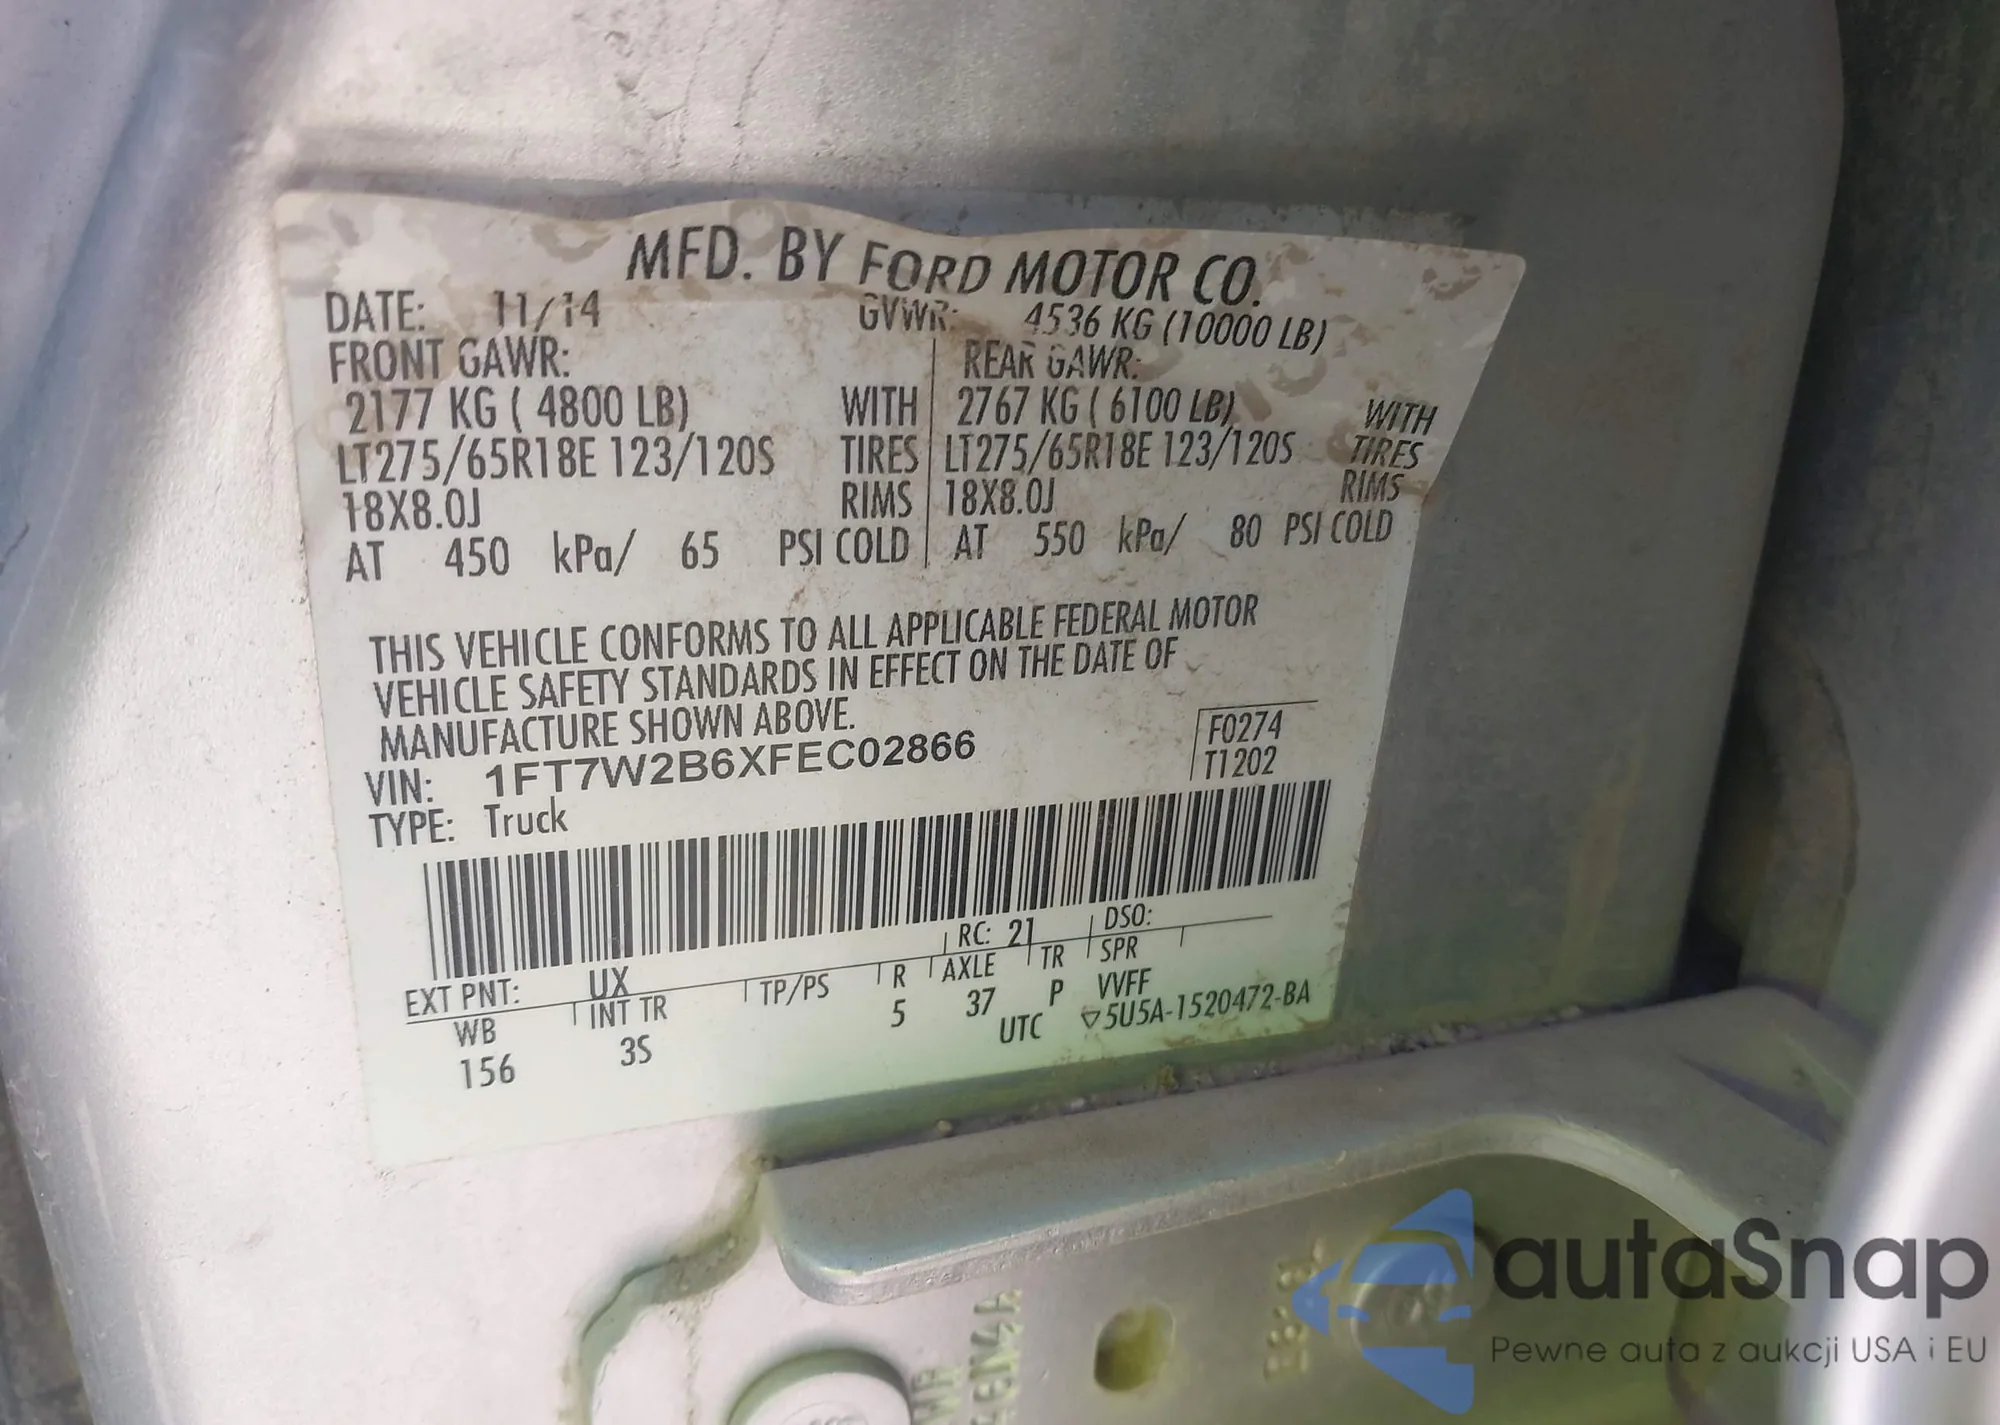 MFD. BY FORD MOTOR CO.
DATE: 11/14 GVWR: 4536 KG (10000 LB)
FRONT GAWR: REAR GAWR:
2177 KG ( 4800 LB) WITH 2767 KG ( 6100 LB) WITH
LT275/65R18E 123/120S TIRES LT275/65R18E 123/120S TIRES
18X8.0J RIMS 18X8.0J RIMS
AT 450 kPa/ 65 PSI COLD AT 550 kPa/ 80 PSI COLD
THIS VEHICLE CONFORMS TO ALL APPLICABLE FEDERAL MOTOR
VEHICLE SAFETY STANDARDS IN EFFECT ON THE DATE OF
MANUFACTURE SHOWN ABOVE.
VIN: 1FT7W2B6XFEC02866 F0274
TYPE: Truck T1202
EXT PNT: UX RC: 21 DSO:
WB INT TR TP/PS R AXLE TR SPR
156 3S 5 37 P VVFF
UTC ▽5U5A-1520472-BA
autaSnap
Pewne auta z aukcji USA i EU